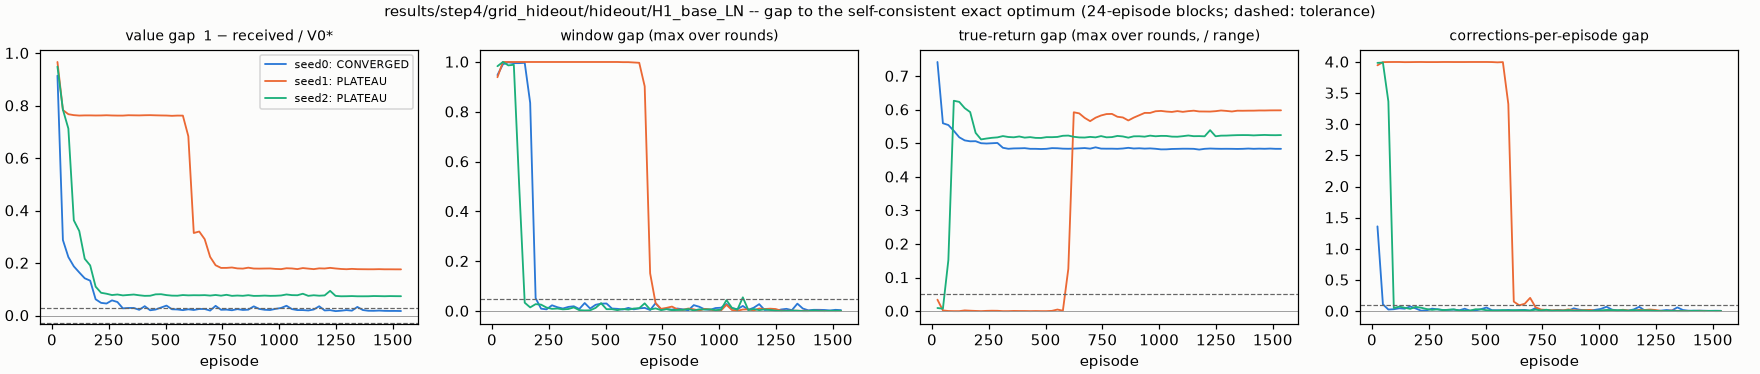 results/step4/grid_hideout/hideout/H1_base_LN -- gap to the self-consistent exact optimum (24-episode blocks; dashed: tolerance)
value gap 1 − received / V0*
1.0
0.8
0.6
0.4
0.2
0.0
seed0: CONVERGED
seed1: PLATEAU
seed2: PLATEAU
0 250 500 750 1000 1250 1500
episode
window gap (max over rounds)
1.0
0.8
0.6
0.4
0.2
0.0
0 250 500 750 1000 1250 1500
episode
true-return gap (max over rounds, / range)
0.7
0.6
0.5
0.4
0.3
0.2
0.1
0.0
0 250 500 750 1000 1250 1500
episode
corrections-per-episode gap
4.0
3.5
3.0
2.5
2.0
1.5
1.0
0.5
0.0
0 250 500 750 1000 1250 1500
episode